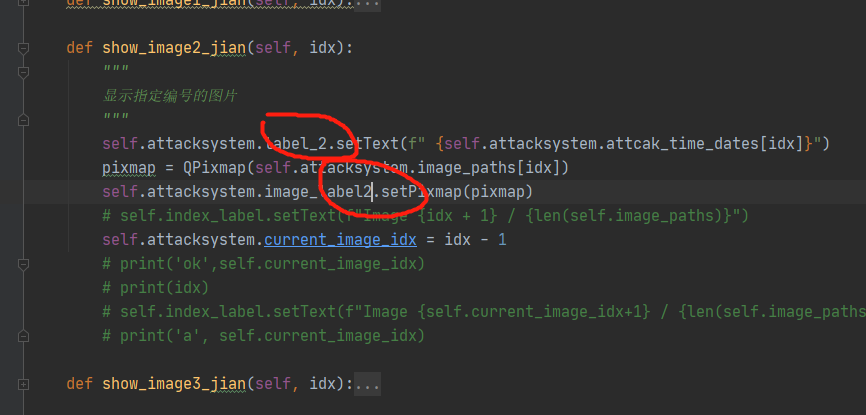 def show_image1_jian(self, idx):...
def show_image2_jian(self, idx):
"""
显示指定编号的图片
"""
self.attacksystem.label_2.setText(f" {self.attacksystem.attcak_time_dates[idx]}")
pixmap = QPixmap(self.attacksystem.image_paths[idx])
self.attacksystem.image_label2.setPixmap(pixmap)
# self.index_label.setText(f"Image {idx + 1} / {len(self.image_paths)}")
self.attacksystem.current_image_idx = idx - 1
# print('ok',self.current_image_idx)
# print(idx)
# self.index_label.setText(f"Image {self.current_image_idx+1} / {len(self.image_paths
# print('a', self.current_image_idx)
def show_image3_jian(self, idx):...